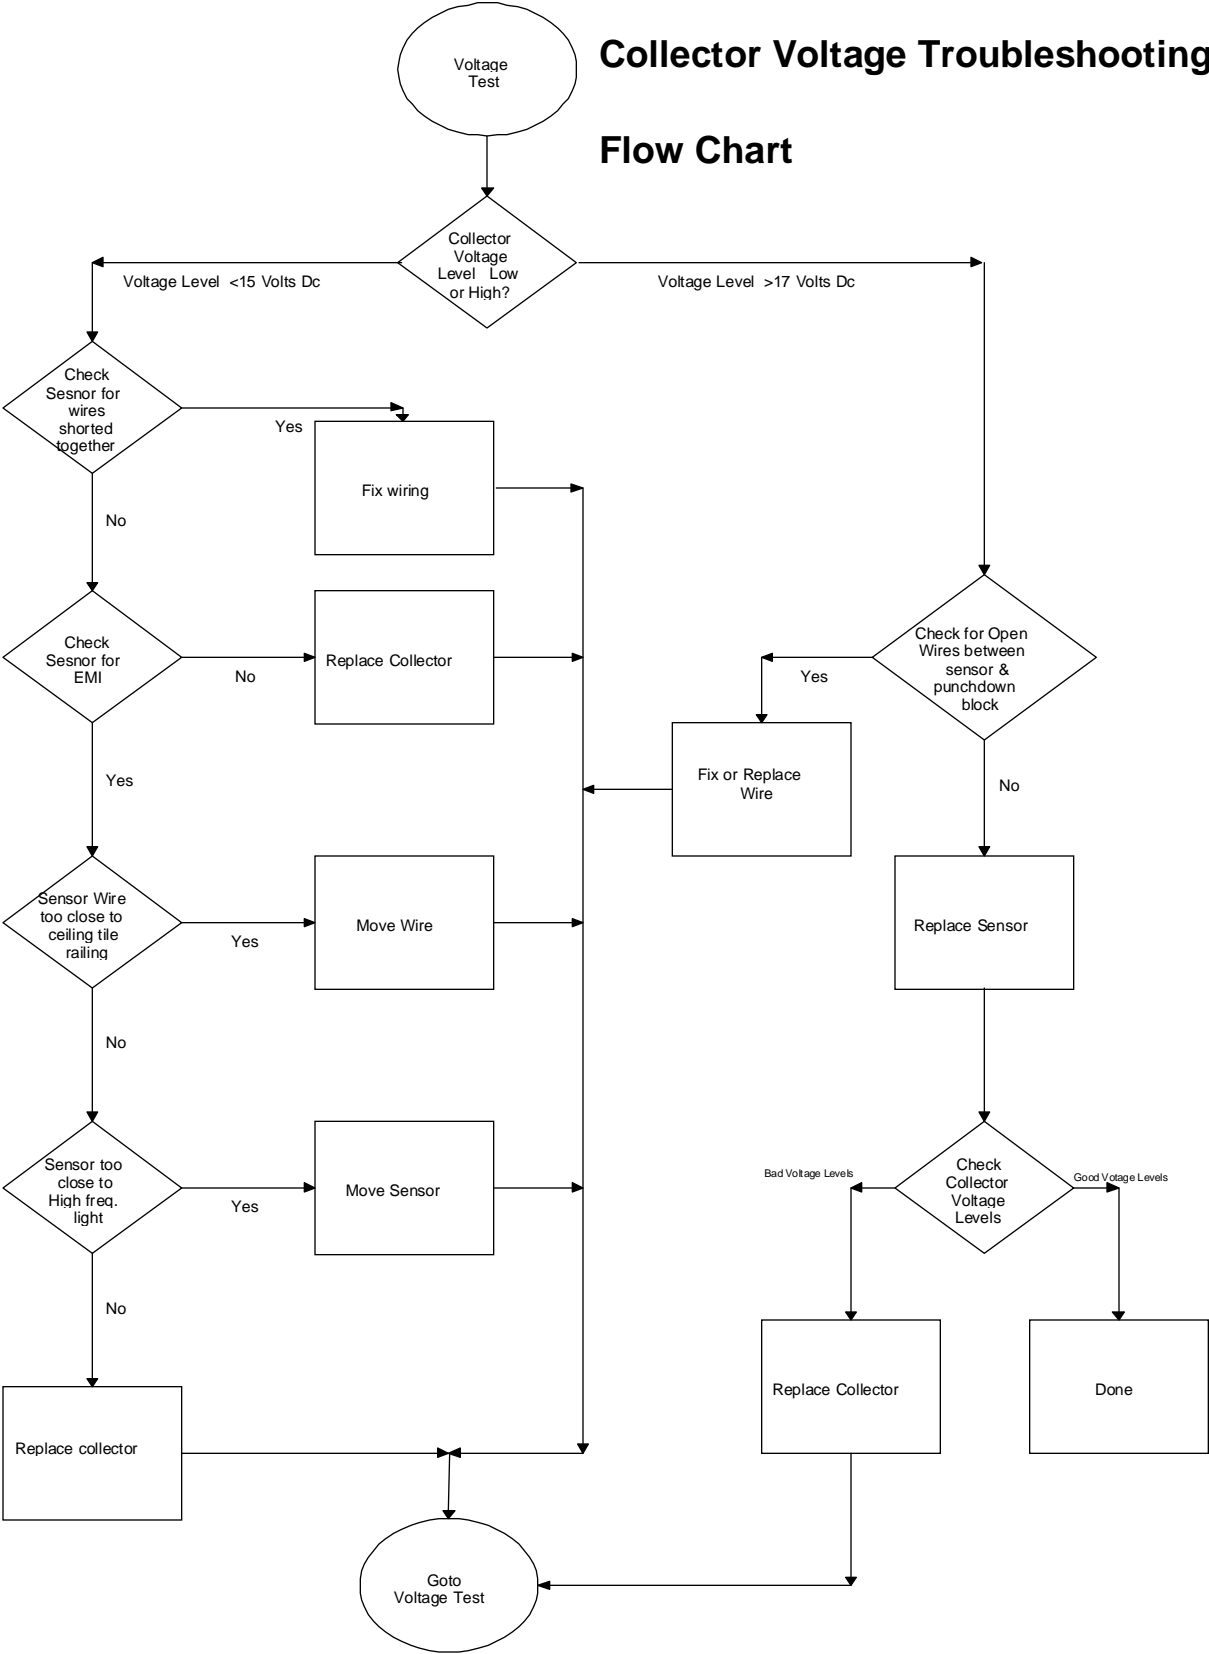 Collector Voltage Troubleshooting
Flow Chart
Voltage
Test
Collector
Voltage
Level Low
or High?
Voltage Level <15 Volts Dc
Voltage Level >17 Volts Dc
Check
Sesnor for
wires
shorted
together
Yes
Fix wiring
No
Check
Sesnor for
EMI
No
Replace Collector
Check for Open
Wires between
sensor &
punchdown
block
Yes
Fix or Replace
Wire
No
Yes
Sensor Wire
too close to
ceiling tile
railing
Yes
Move Wire
Replace Sensor
No
Sensor too
close to
High freq.
light
Yes
Move Sensor
Bad Voltage Levels
Check
Collector
Voltage
Levels
Good Votage Levels
No
Replace collector
Replace Collector
Done
Goto
Voltage Test